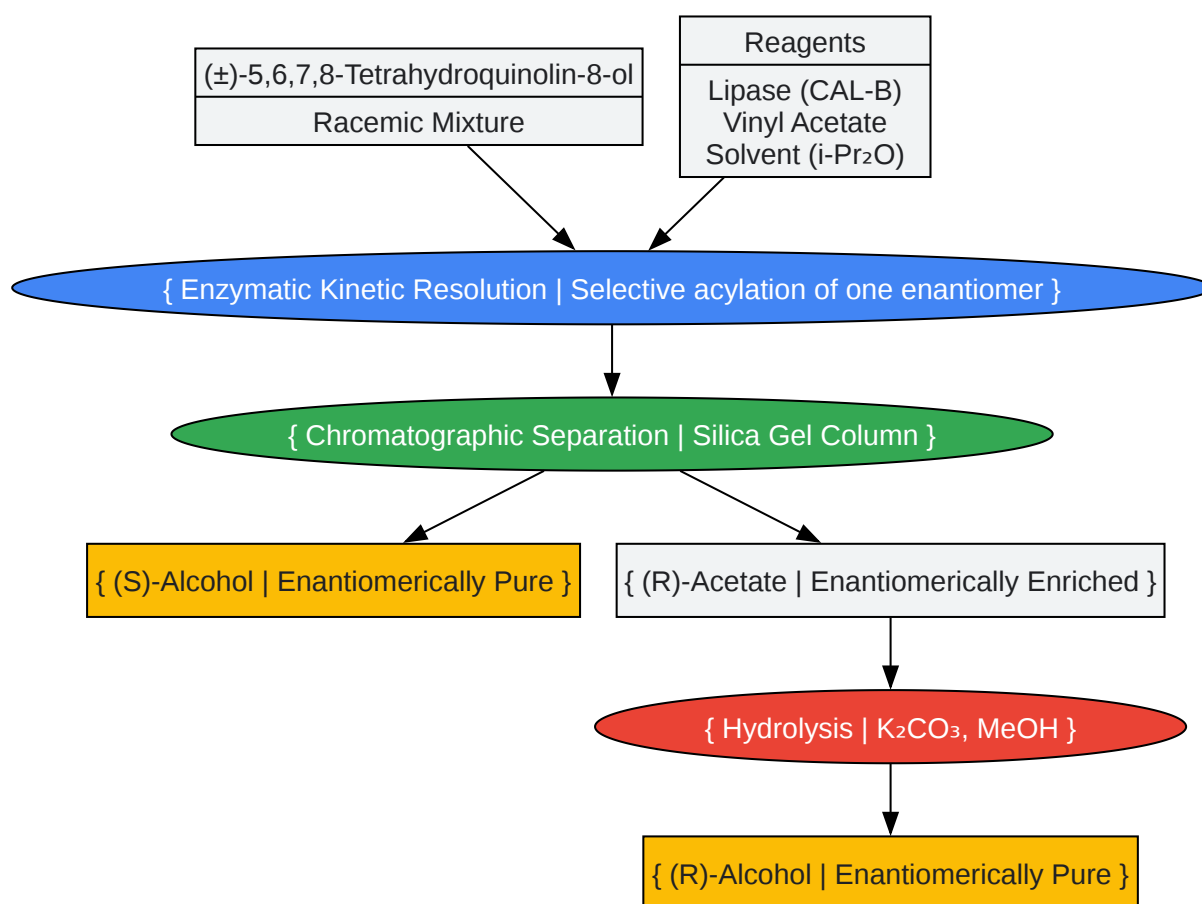 (±)-5,6,7,8-Tetrahydroquinolin-8-ol
Racemic Mixture
Reagents
Lipase (CAL-B)
Vinyl Acetate
Solvent (i-Pr₂O)
{ Enzymatic Kinetic Resolution | Selective acylation of one enantiomer }
{ Chromatographic Separation | Silica Gel Column }
{ (S)-Alcohol | Enantiomerically Pure }
{ (R)-Acetate | Enantiomerically Enriched }
{ Hydrolysis | K₂CO₃, MeOH }
{ (R)-Alcohol | Enantiomerically Pure }